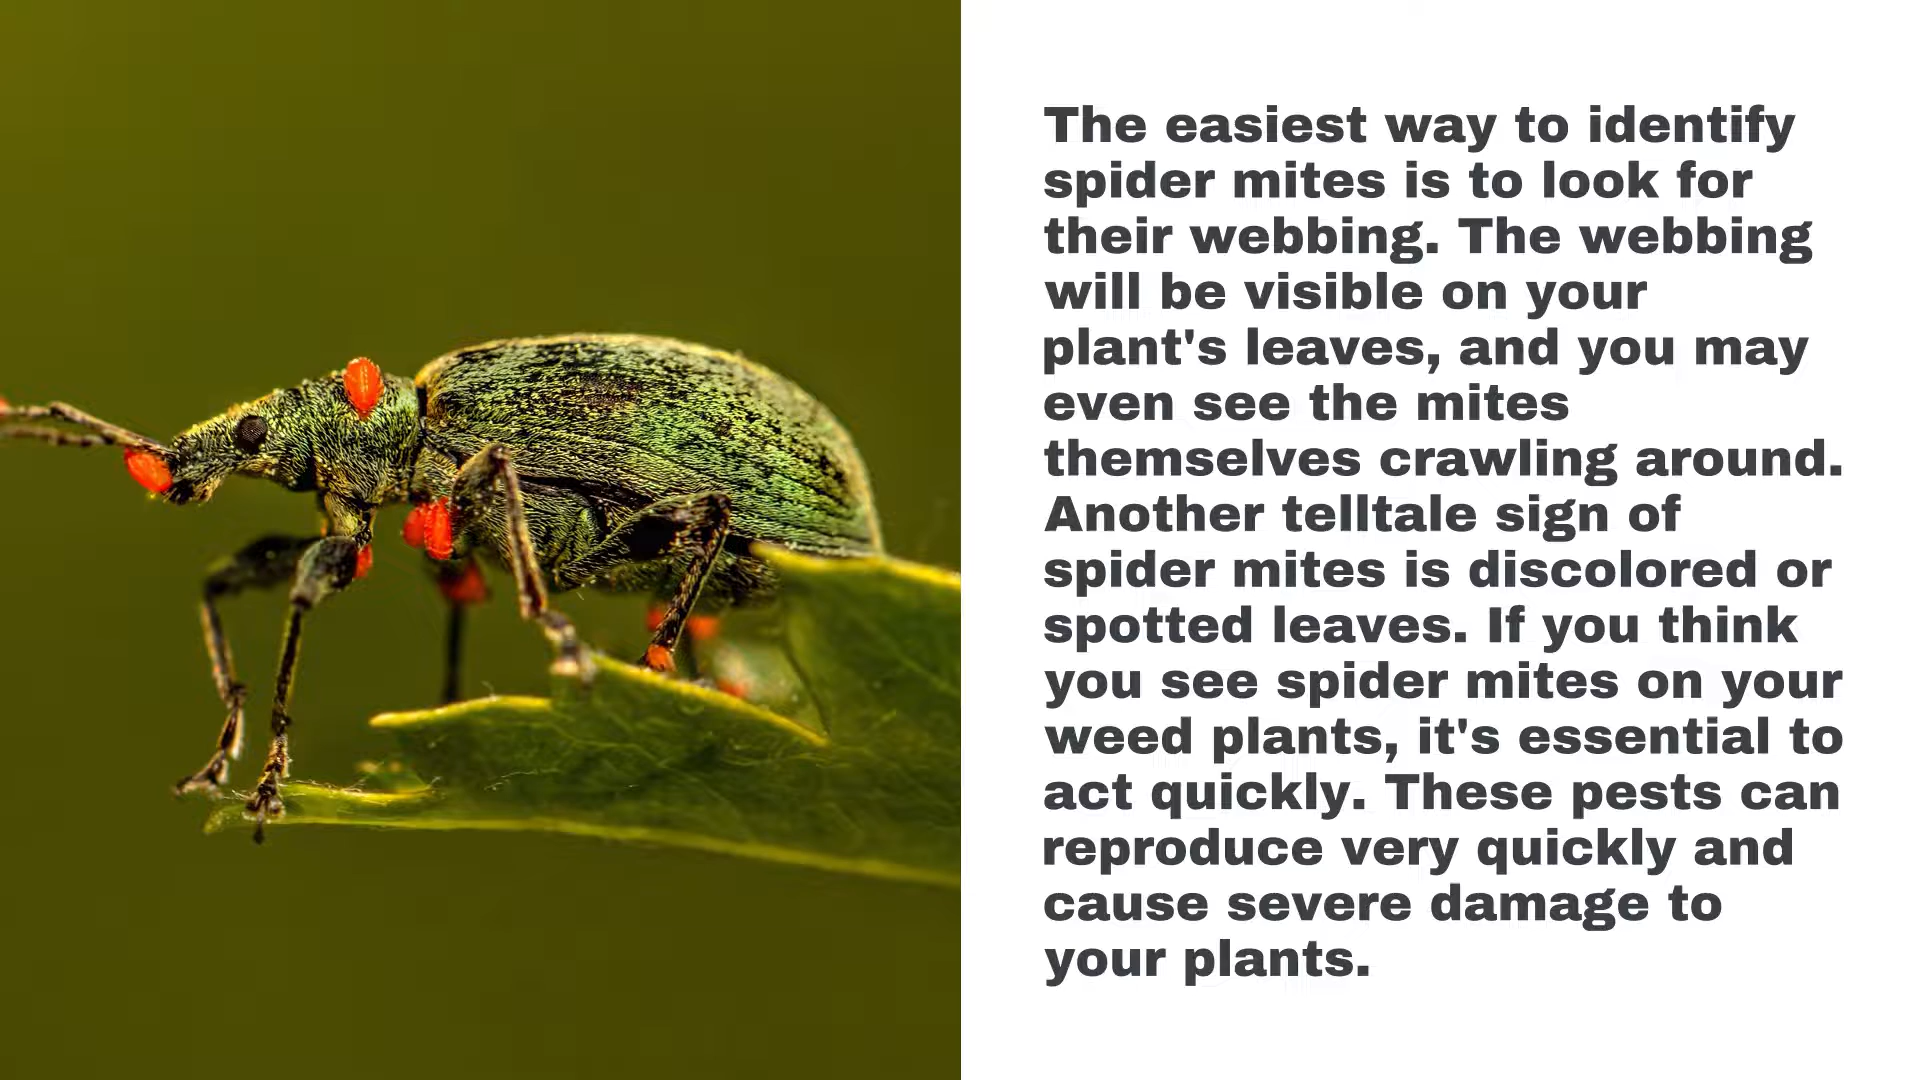 The easiest way to identify
spider mites is to look for
their webbing. The webbing
will be visible on your
plant's leaves, and you may
even see the mites
themselves crawling around.
Another telltale sign of
spider mites is discolored or
spotted leaves. If you think
you see spider mites on your
weed plants, it's essential to
act quickly. These pests can
reproduce very quickly and
cause severe damage to
your plants.